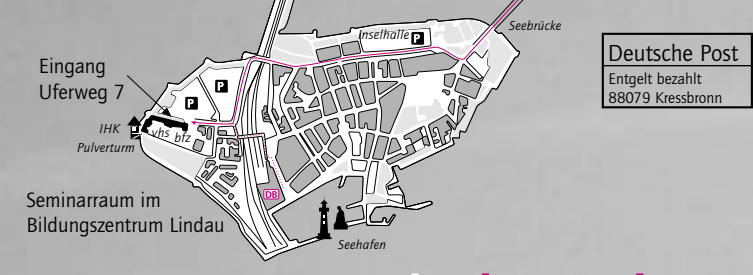 Seebrücke
Inselhalle P
Deutsche Post
Entgelt bezahlt
88079 Kressbronn
Eingang
Uferweg 7
P
P
IHK
vhs bfz
Pulverturm
DB
Seminarraum im
Bildungszentrum Lindau
Seehafen